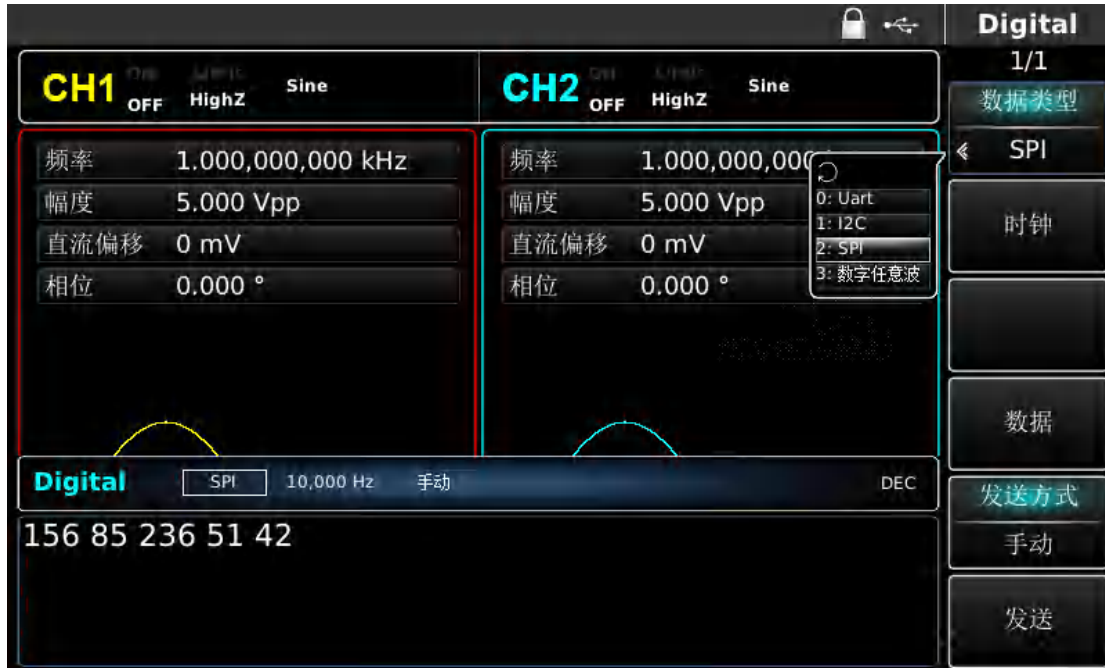 Digital
1/1
CH1 OFF HighZ Sine
CH2 OFF HighZ Sine
数据类型
SPI
频率 1.000,000,000 kHz
幅度 5.000 Vpp
直流偏移 0 mV
相位 0.000 °
频率 1.000,000,000
幅度 5.000 Vpp
直流偏移 0 mV
相位 0.000 °
0: Uart
1: I2C
2: SPI
3: 数字任意波
时钟
数据
发送方式
手动
发送
Digital SPI 10,000 Hz 手动 DEC
156 85 236 51 42